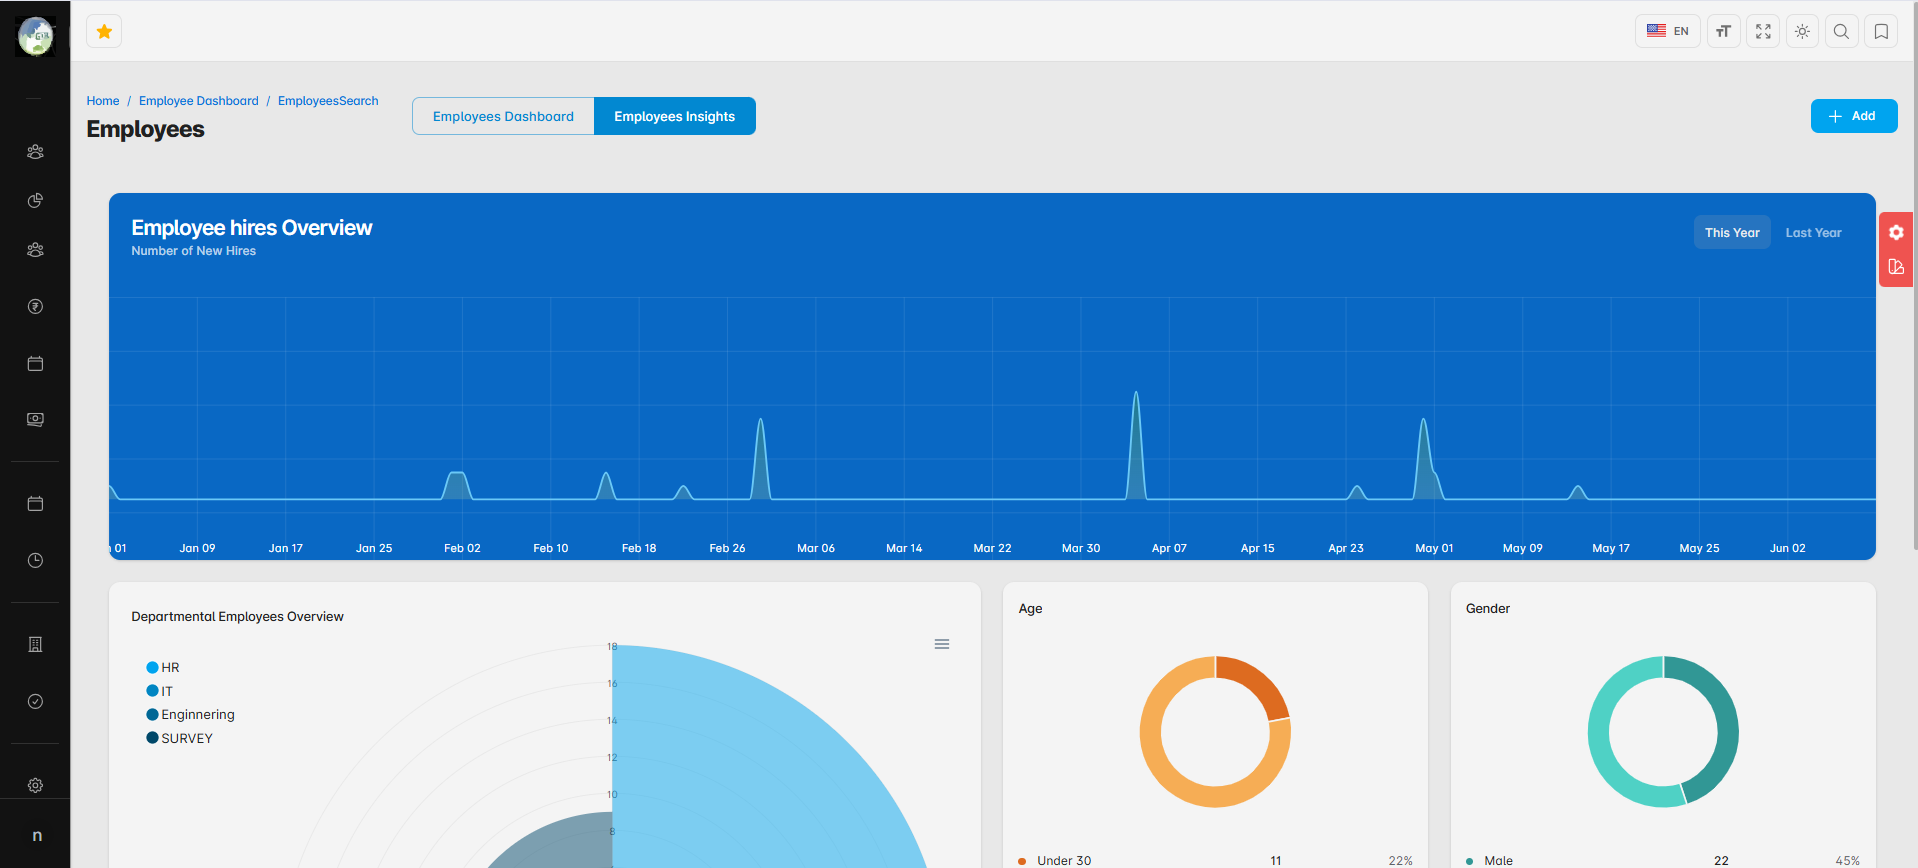 EN
Home / Employee Dashboard / EmployeesSearch
Employees
Employees Dashboard
Employees Insights
Add
Employee hires Overview
Number of New Hires
This Year
Last Year
01
Jan 09
Jan 17
Jan 25
Feb 02
Feb 10
Feb 18
Feb 26
Mar 06
Mar 14
Mar 22
Mar 30
Apr 07
Apr 15
Apr 23
May 01
May 09
May 17
May 25
Jun 02
Departmental Employees Overview
HR
IT
Enginnering
SURVEY
18
16
14
12
10
8
Age
Under 30 11 22%
Gender
Male 22 45%
n